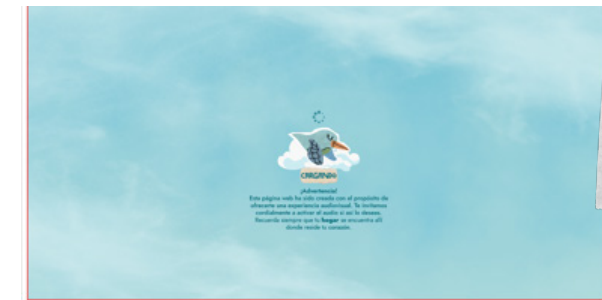 CARGANDO
¡Advertencia!
Esta página web ha sido creada con el propósito de
ofrecerte una experiencia audiovisual. Te invitamos
cordialmente a activar el audio si así lo deseas.
Recuerda siempre que tu hogar se encuentra allí
donde reside tu corazón.